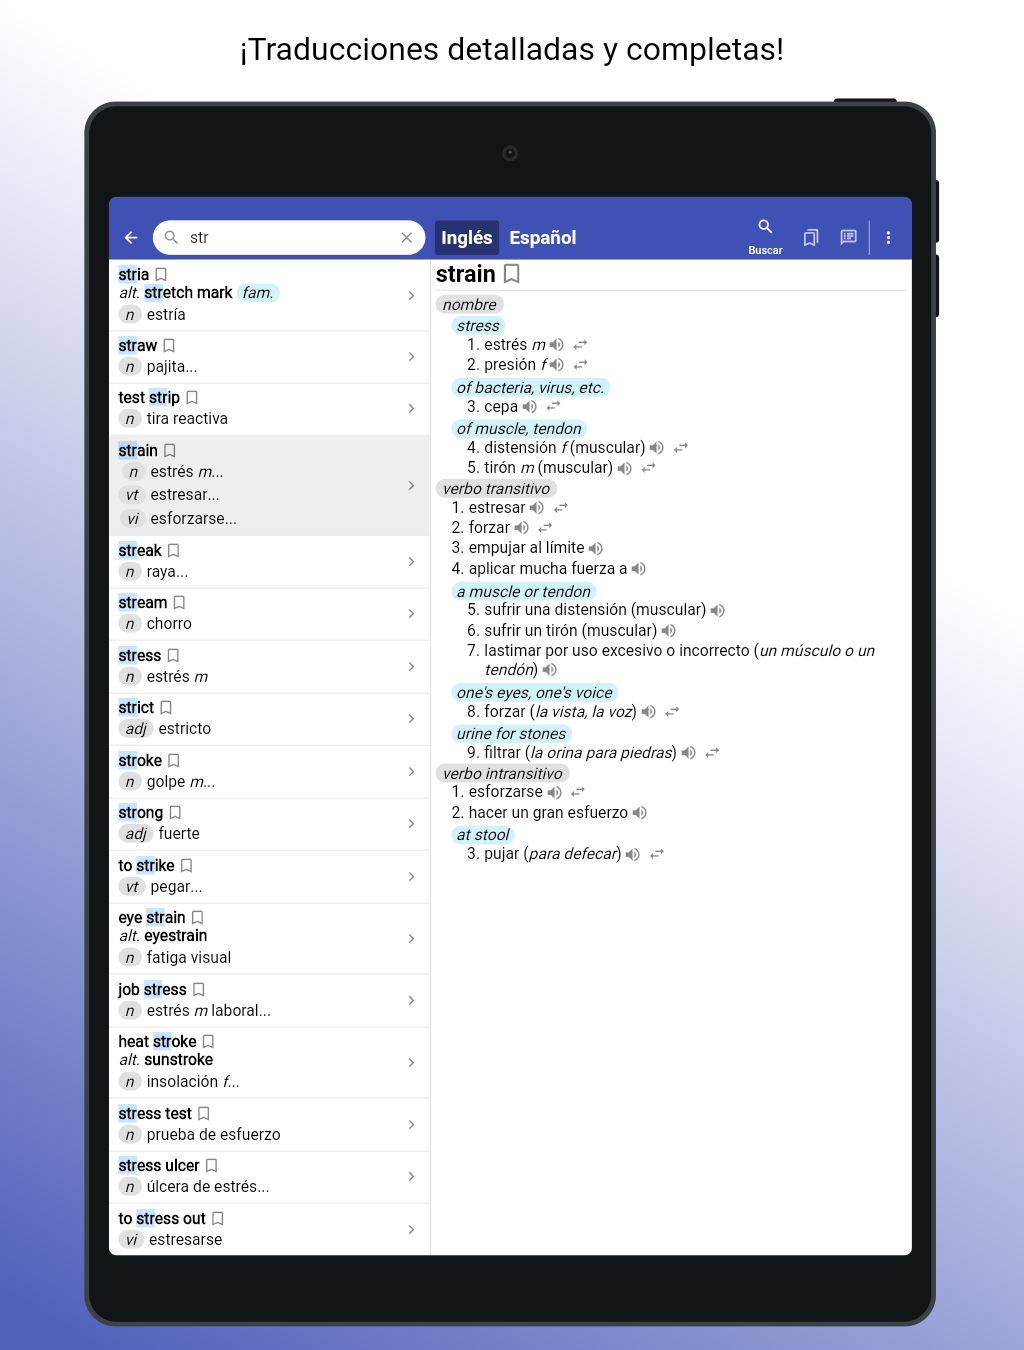 ¡Traducciones detalladas y completas!
str
Inglés Español
Buscar
stria
alt. stretch mark fam.
n estría
straw
n pajita...
test strip
n tira reactiva
strain
n estrés m...
vt estresar...
vi esforzarse...
streak
n raya...
stream
n chorro
stress
n estrés m
strict
adj estricto
stroke
n golpe m...
strong
adj fuerte
to strike
vt pegar...
eye strain
alt. eyestrain
n fatiga visual
job stress
n estrés m laboral...
heat stroke
alt. sunstroke
n insolación f...
stress test
n prueba de esfuerzo
stress ulcer
n úlcera de estrés...
to stress out
vi estresarse
strain
nombre
stress
1. estrés m
2. presión f
of bacteria, virus, etc.
3. cepa
of muscle, tendon
4. distensión f (muscular)
5. tirón m (muscular)
verbo transitivo
1. estresar
2. forzar
3. empujar al límite
4. aplicar mucha fuerza a
a muscle or tendon
5. sufrir una distensión (muscular)
6. sufrir un tirón (muscular)
7. lastimar por uso excesivo o incorrecto (un músculo o un
tendón)
one's eyes, one's voice
8. forzar (la vista, la voz)
urine for stones
9. filtrar (la orina para piedras)
verbo intransitivo
1. esforzarse
2. hacer un gran esfuerzo
at stool
3. pujar (para defecar)